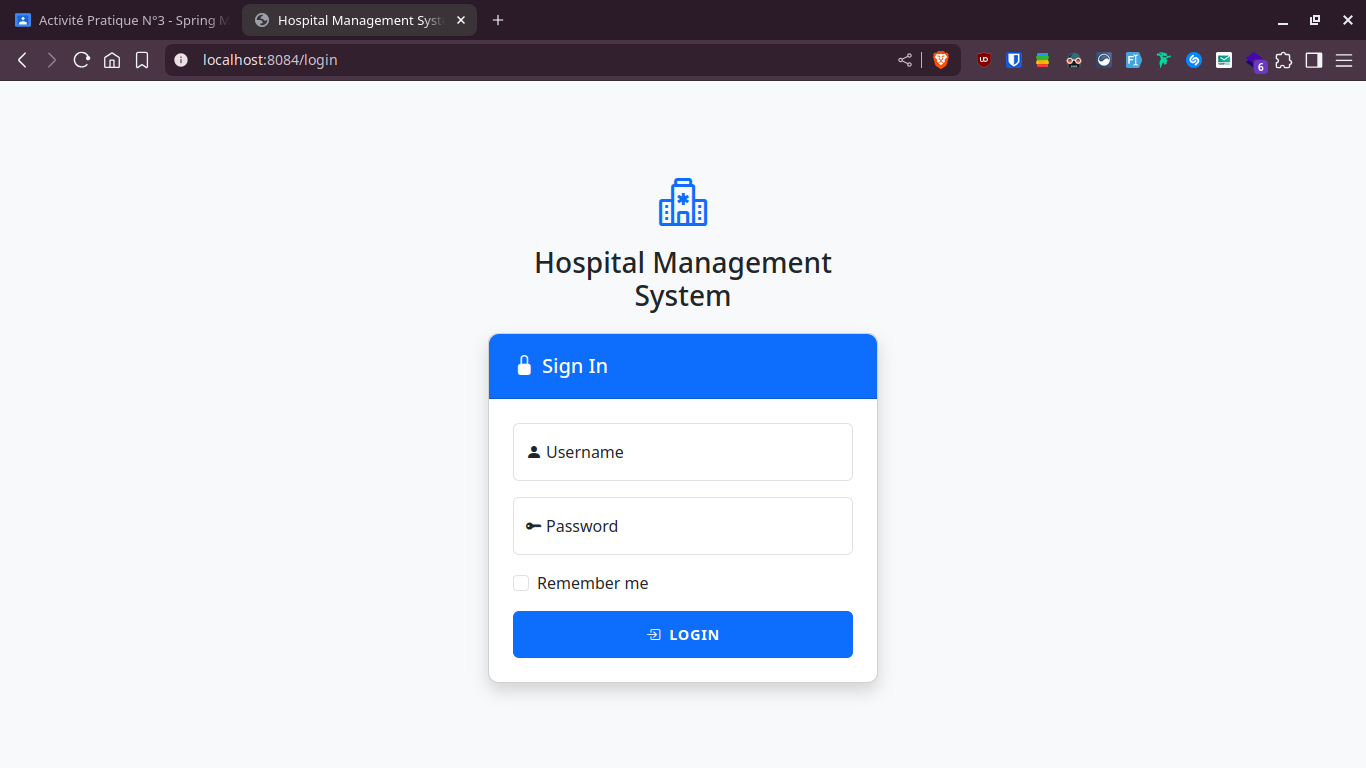 Activité Pratique N°3 - Spring M
Hospital Management Syst
localhost:8084/login
UD
6
Hospital Management
System
Sign In
Username
Password
Remember me
LOGIN